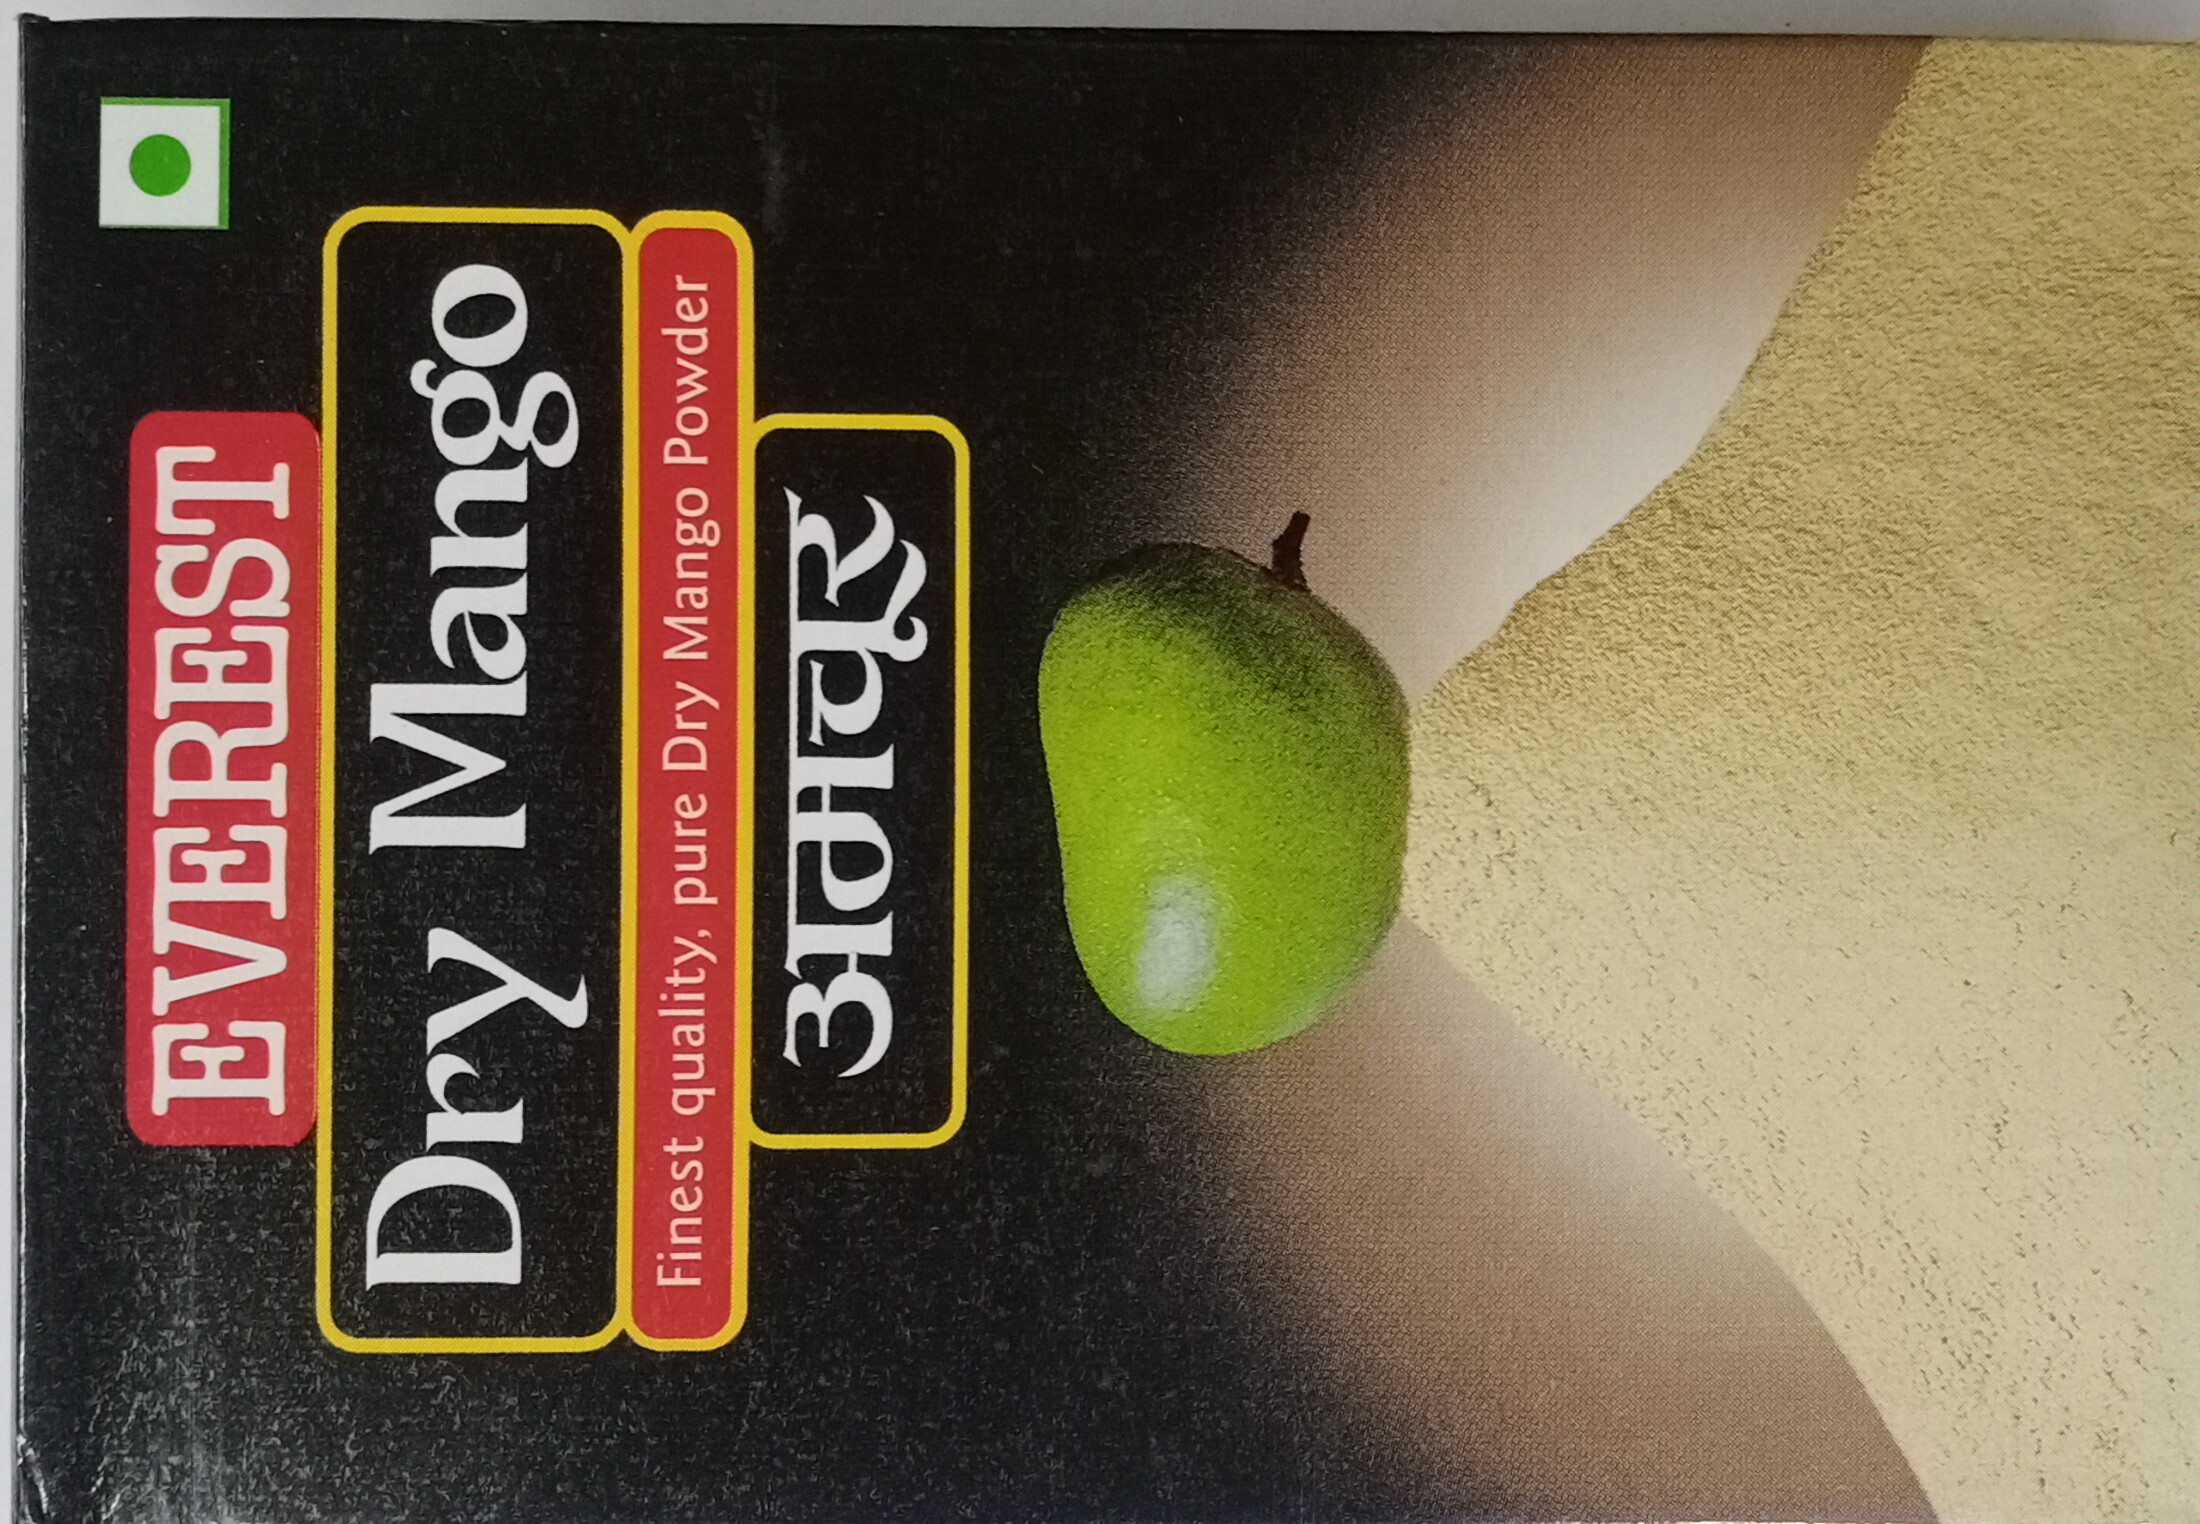 EVEREST
Dry Mango
Finest quality, pure Dry Mango Powder
अमचूर